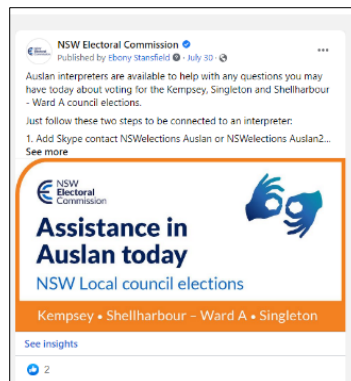 NSW Electoral Commission
Published by Ebony Stansfield · July 30 ·
Auslan interpreters are available to help with any questions you may
have today about voting for the Kempsey, Singleton and Shellharbour
- Ward A council elections.
Just follow these two steps to be connected to an interpreter:
1. Add Skype contact NSWelections Auslan or NSWelections Auslan2...
See more
NSW
Electoral
Commission
Assistance in
Auslan today
NSW Local council elections
Kempsey • Shellharbour – Ward A • Singleton
See insights
2